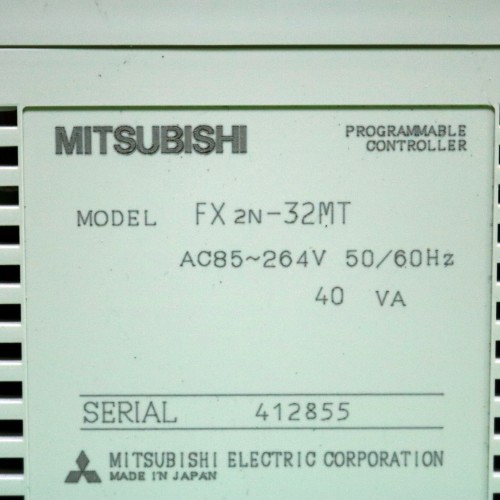 MITSUBISHI
PROGRAMMABLE
CONTROLLER
MODEL FX2N-32MT
AC85~264V 50/60Hz
40 VA
SERIAL 412855
MITSUBISHI ELECTRIC CORPORATION
MADE IN JAPAN